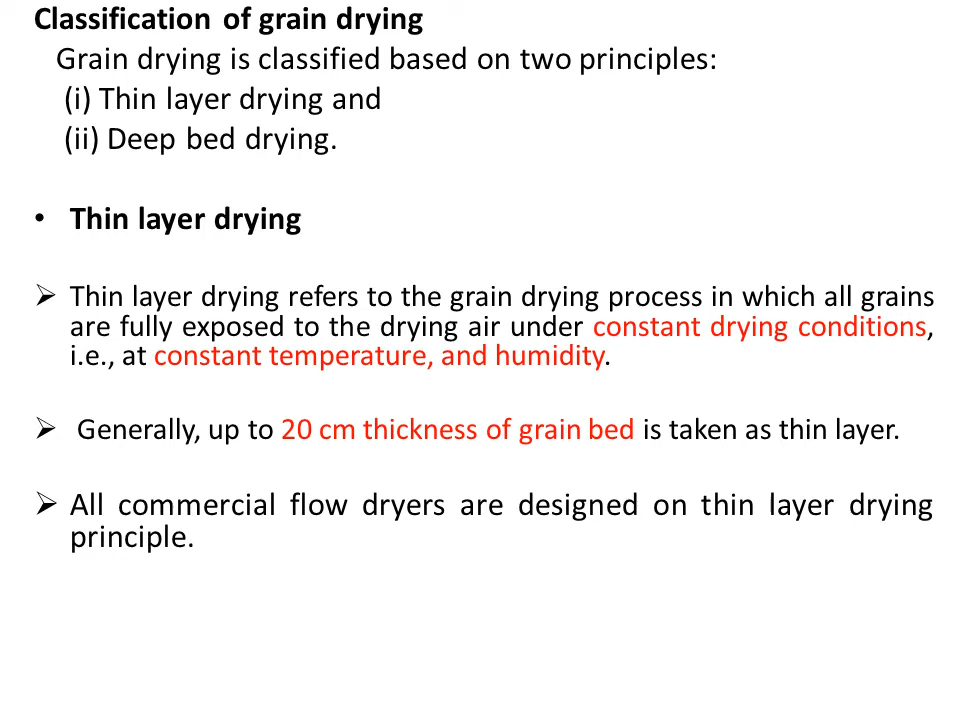 Classification of grain drying
Grain drying is classified based on two principles:
(i) Thin layer drying and
(ii) Deep bed drying.
• Thin layer drying
➢ Thin layer drying refers to the grain drying process in which all grains
are fully exposed to the drying air under constant drying conditions,
i.e., at constant temperature, and humidity.
➢ Generally, up to 20 cm thickness of grain bed is taken as thin layer.
➢ All commercial flow dryers are designed on thin layer drying
principle.